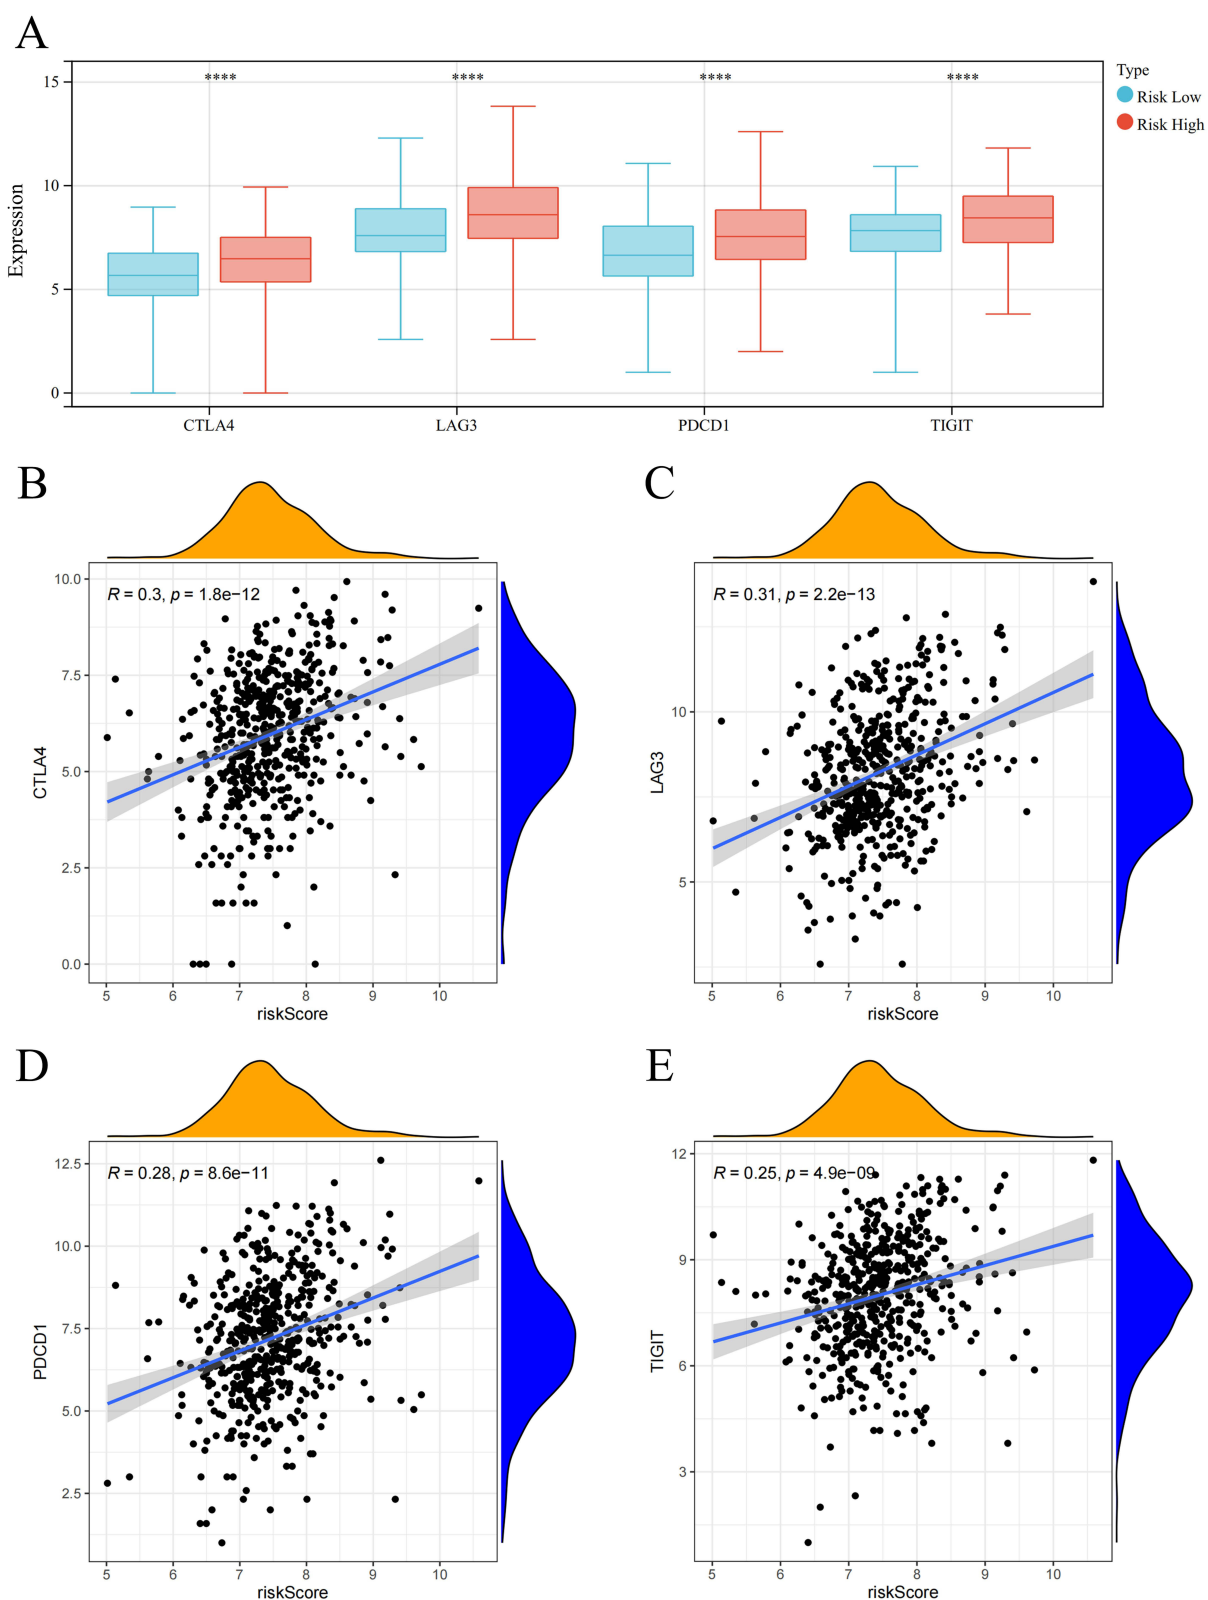 A
**** **** **** ****
Type
Risk Low
Risk High
Expression
15
10
5
0
CTLA4 LAG3 PDCD1 TIGIT
B
R = 0.3, p = 1.8e−12
CTLA4
10.0
7.5
5.0
2.5
0.0
5 6 7 8 9 10
riskScore
C
R = 0.31, p = 2.2e−13
LAG3
10
5
5 6 7 8 9 10
riskScore
D
R = 0.28, p = 8.6e−11
PDCD1
12.5
10.0
7.5
5.0
2.5
5 6 7 8 9 10
riskScore
E
R = 0.25, p = 4.9e−09
TIGIT
12
9
6
3
5 6 7 8 9 10
riskScore